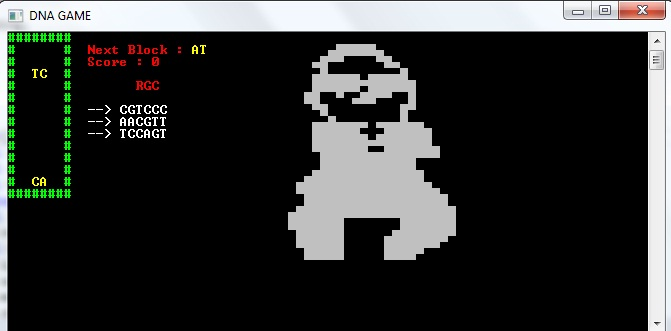 DNA GAME
########
#      #  Next Block : AT
#      #  Score : 0
#  TC  #
#      #        RGC
#      #
#      #  --> CGTCCC
#      #  --> AACGTT
#      #  --> TCCAGT
#      #
#      #
#      #
#  CA  #
########